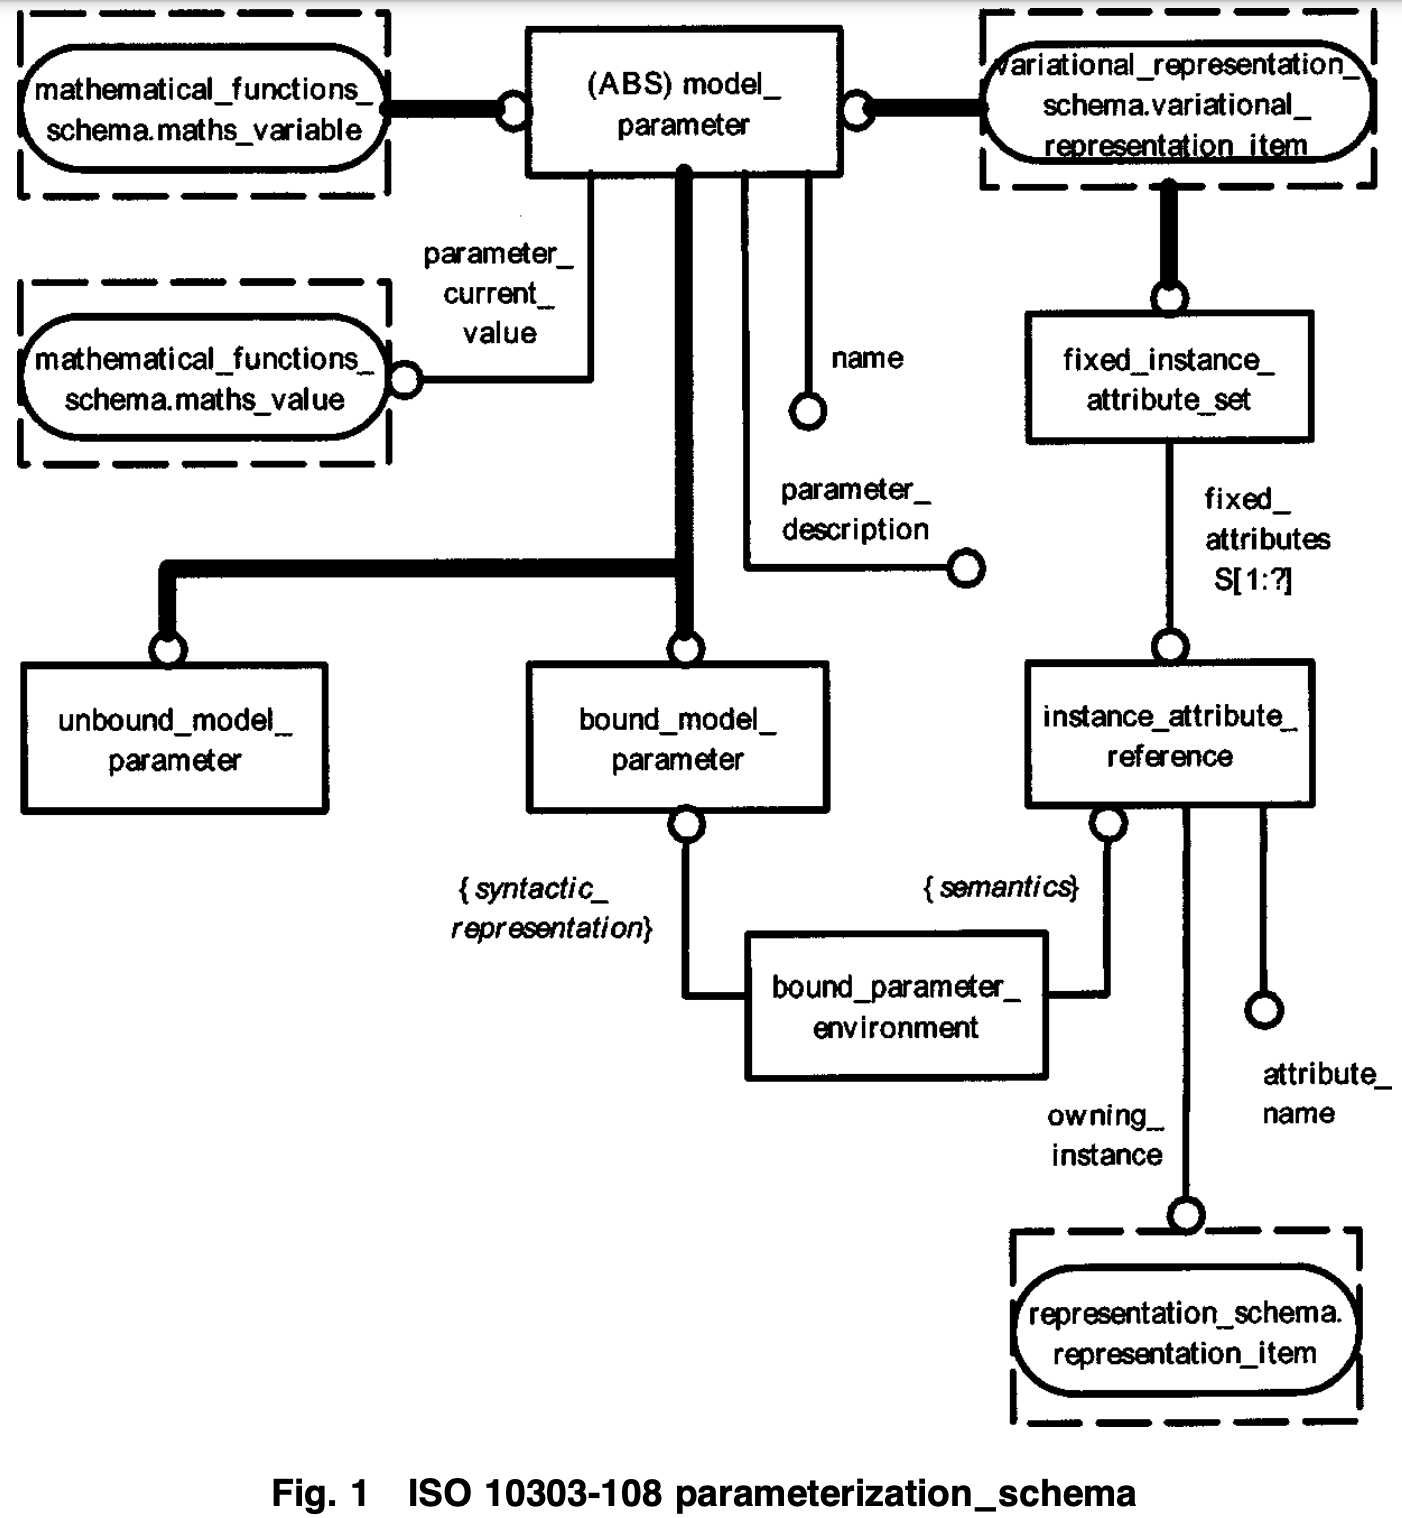 mathematical_functions_
schema.maths_variable
(ABS) model_
parameter
variational_representation_
schema.variational_
representation_item
parameter_
current_
value
mathematical_functions_
schema.maths_value
name
fixed_instance_
attribute_set
parameter_
description
fixed_
attributes
S[1:?]
unbound_model_
parameter
bound_model_
parameter
instance_attribute_
reference
{syntactic_
representation}
{semantics}
bound_parameter_
environment
attribute_
name
owning_
instance
representation_schema.
representation_item
Fig. 1 ISO 10303-108 parameterization_schema